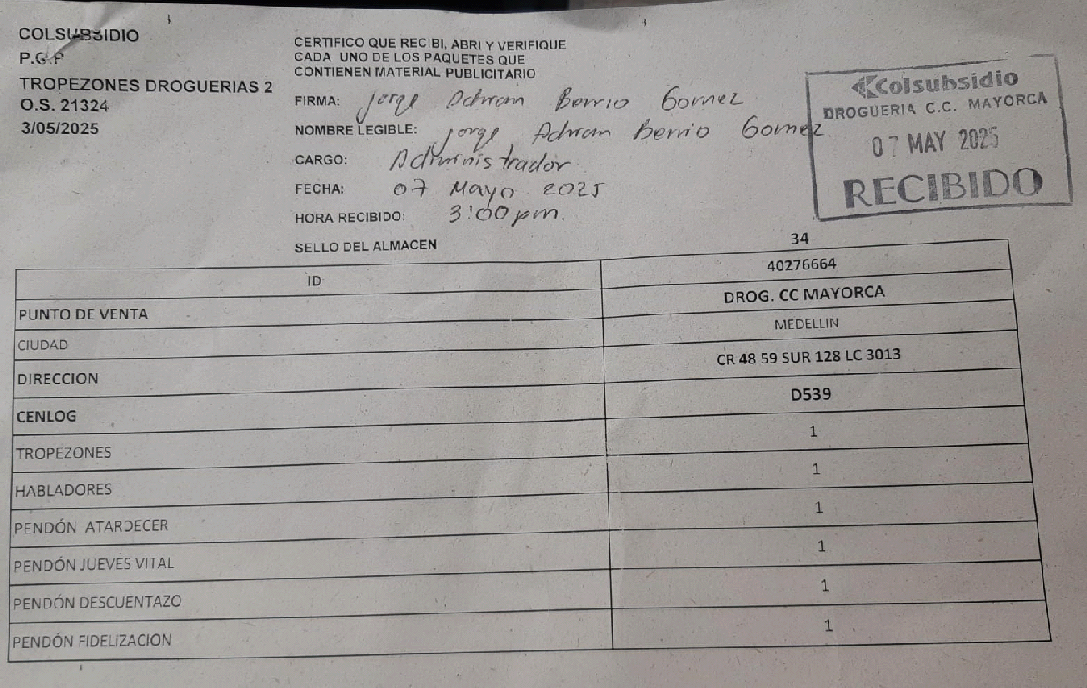 COLSUBSIDIO
P.G.P
TROPEZONES DROGUERIAS 2
O.S. 21324
3/05/2025
CERTIFICO QUE RECIBI, ABRI Y VERIFIQUE
CADA UNO DE LOS PAQUETES QUE
CONTIENEN MATERIAL PUBLICITARIO
FIRMA: Jorge Adrian Berrio Gomez
NOMBRE LEGIBLE: Jorge Adrian Berrio Gomez
CARGO: Administrador
FECHA: 07 Mayo 2025
HORA RECIBIDO: 3:00pm.
SELLO DEL ALMACEN
Colsubsidio
DROGUERIA C.C. MAYORCA
07 MAY 2025
RECIBIDO
34
ID 40276664
PUNTO DE VENTA DROG. CC MAYORCA
CIUDAD MEDELLIN
DIRECCION CR 48 59 SUR 128 LC 3013
CENLOG D539
TROPEZONES 1
HABLADORES 1
PENDÓN ATARDECER 1
PENDÓN JUEVES VITAL 1
PENDÓN DESCUENTAZO 1
PENDÓN FIDELIZACION 1